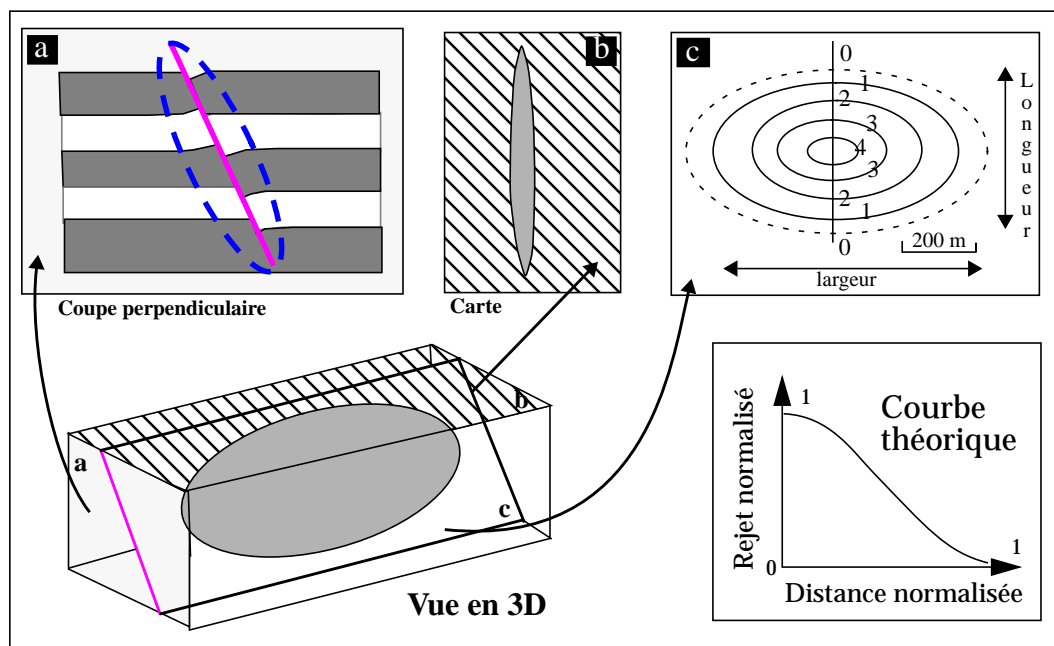 a
Coupe perpendiculaire
b
Carte
c
0
1
2
3
4
3
2
1
0
200 m
Longueur
largeur
a
b
c
Vue en 3D
1
Courbe
théorique
Rejet normalisé
0
1
Distance normalisée